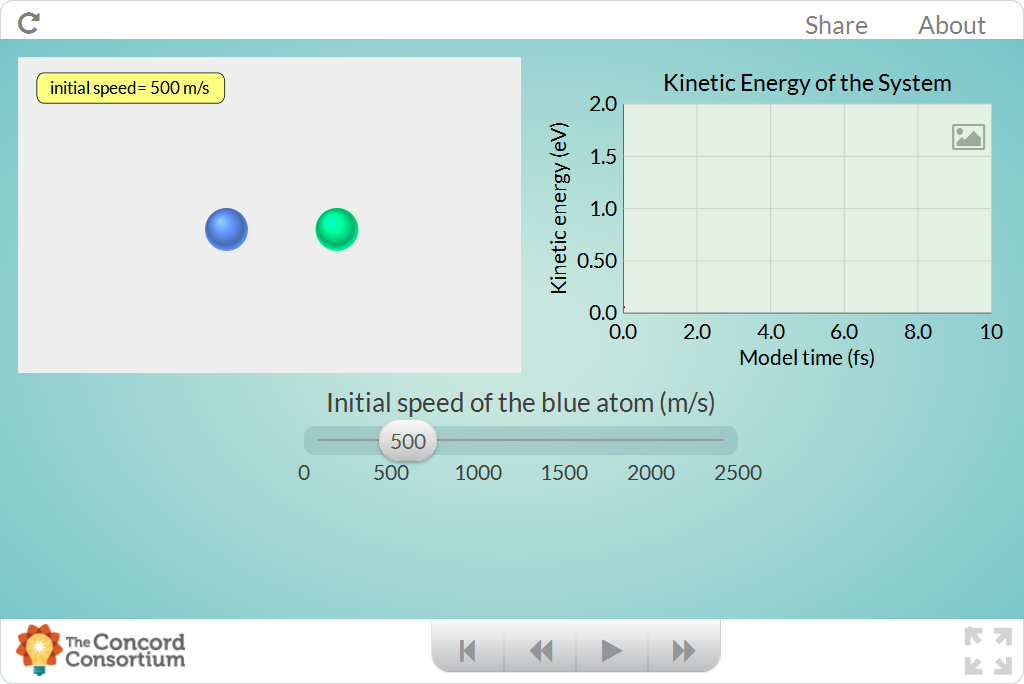 Share About
initial speed= 500 m/s
Kinetic Energy of the System
Kinetic energy (eV)
2.0
1.5
1.0
0.50
0.0
0.0 2.0 4.0 6.0 8.0 10
Model time (fs)
Initial speed of the blue atom (m/s)
500
0 500 1000 1500 2000 2500
The Concord
Consortium